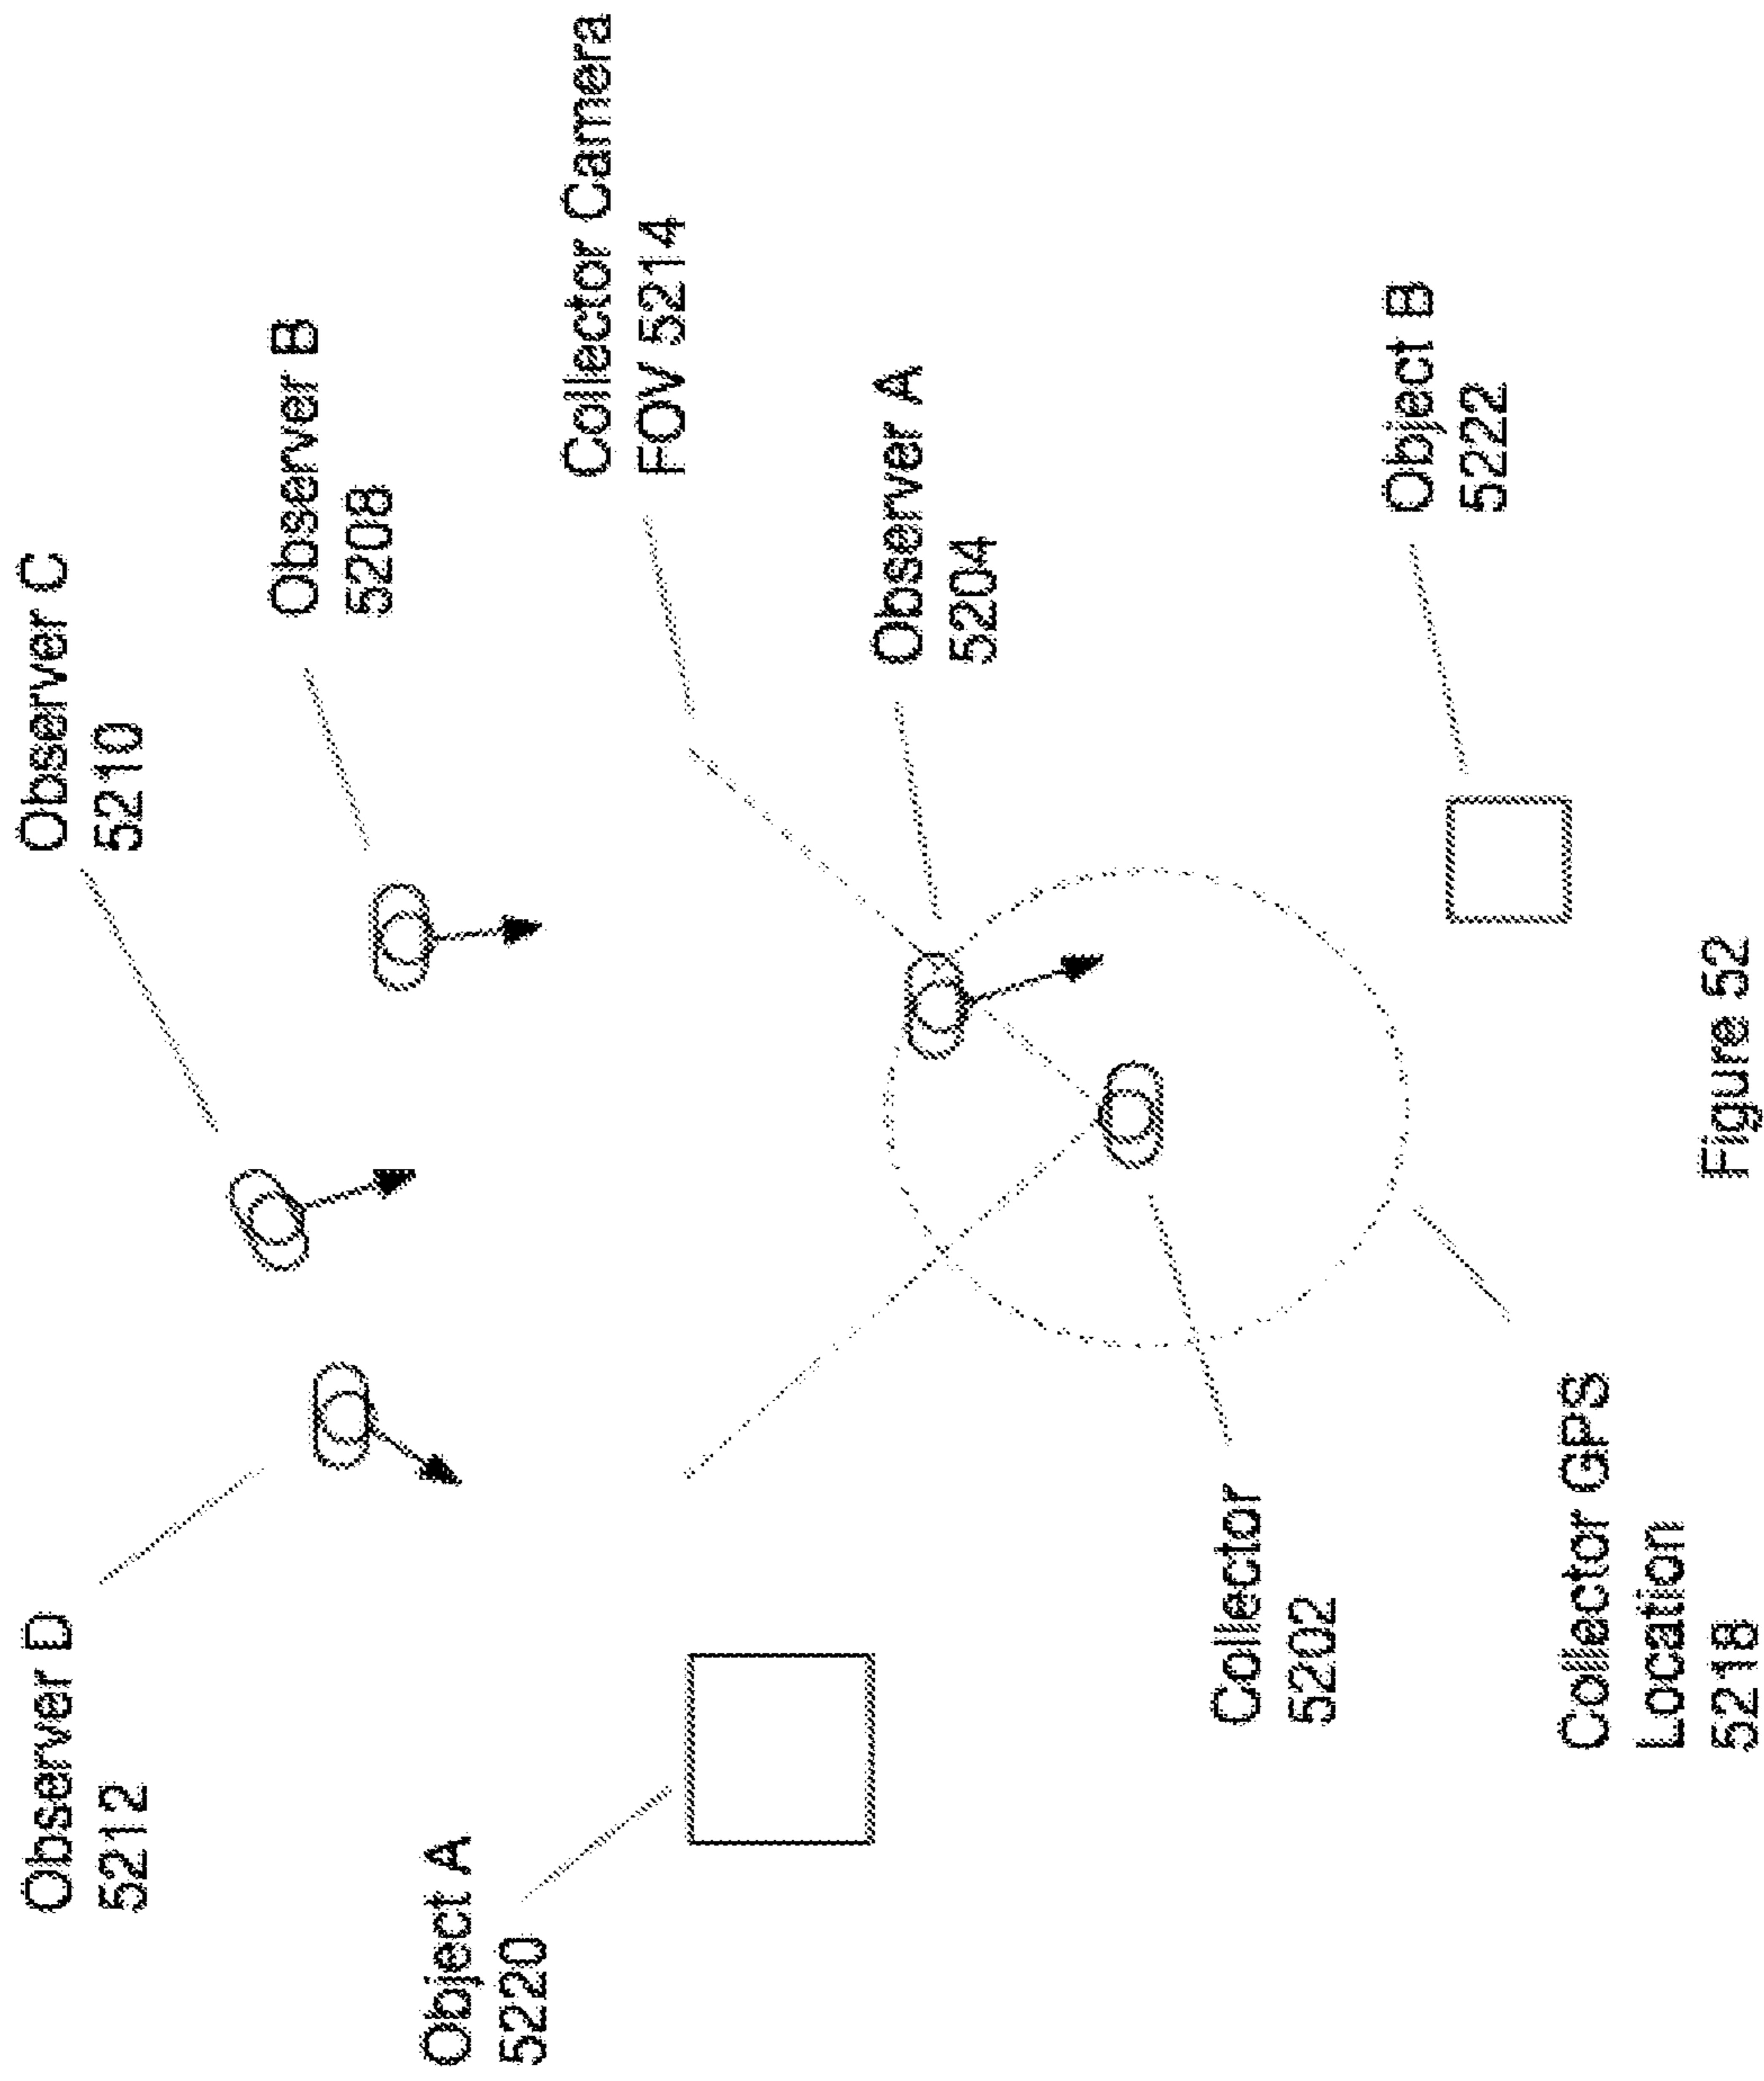 Observer D
5212
Observer C
5210
Observer B
5208
Object A
5220
Collector Camera
FOV 5214
Observer A
5204
Collector
5202
Object B
5222
Collector GPS
Location
5218
Figure 52